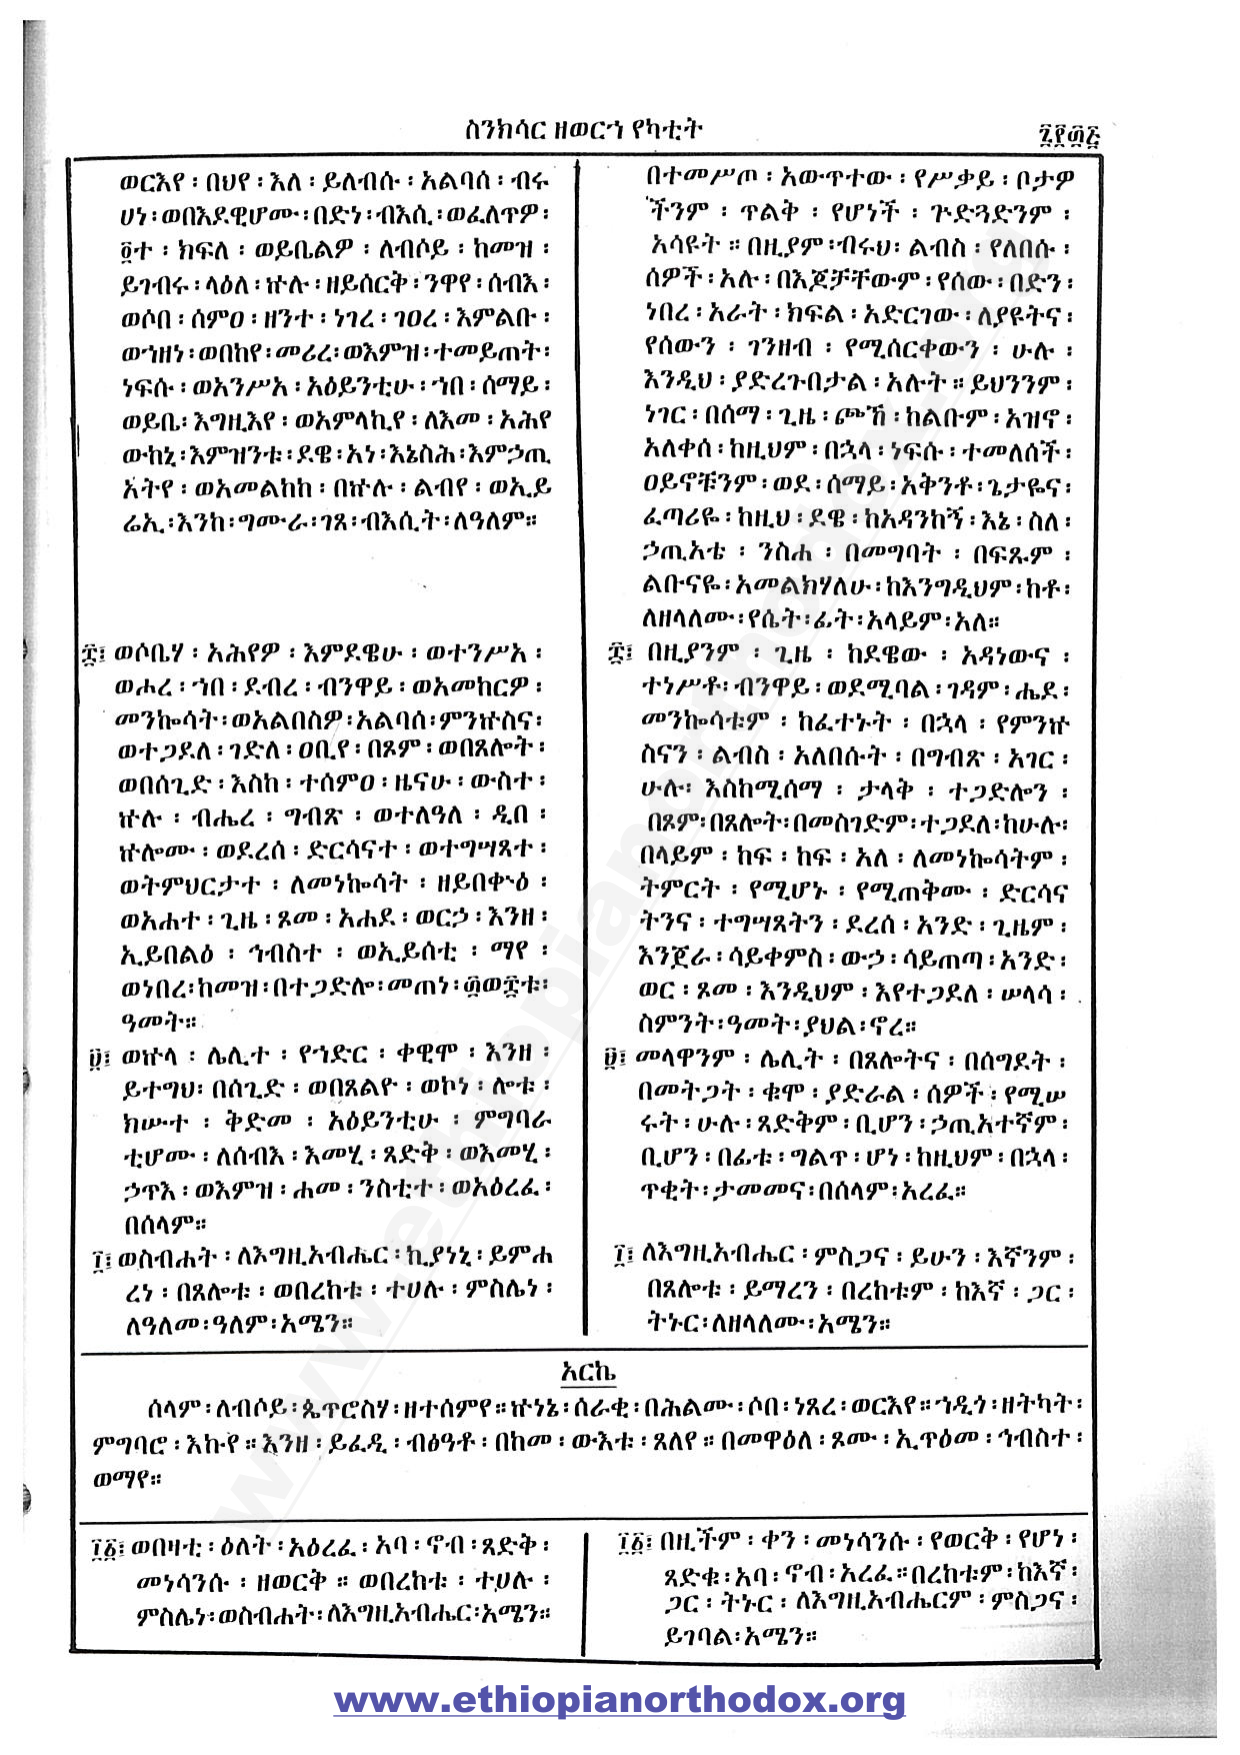 ስንክሳር ዘወርኀ የካቲት
፯፻፴፭
ወርእየ ፡ በህየ ፡ እለ ፡ ይለብሱ ፡ አልባሰ ፡ ብሩ
ሀነ ፡ ወበእደዊሆሙ ፡ በድነ ፡ ብእሲ ፡ ወፈለጥዎ ፡
፬ተ ፡ ክፍለ ፡ ወይቤልዎ ፡ ለብሶይ ፡ ከመዝ ፡
ይገብሩ ፡ ላዕለ ፡ ኵሉ ፡ ዘይሰርቅ ፡ ንዋየ ፡ ሰብእ ፡
ወሶበ ፡ ሰምዐ ፡ ዘንተ ፡ ነገረ ፡ ገዐረ ፡ እምልቡ ፡
ወኀዘነ ፡ ወበከየ ፡ መሪረ ፡ ወእምዝ ፡ ተመይጠት ፡
ነፍሱ ፡ ወአንሥአ ፡ አዕይንቲሁ ፡ ኀበ ፡ ሰማይ ፡
ወይቤ ፡ እግዚእየ ፡ ወአምላኪየ ፡ ለእመ ፡ አሕየ
ውከኒ ፡ እምዝንቱ ፡ ደዌ ፡ አነ ፡ እኔስሕ ፡ እምኃጢ
አትየ ፡ ወአመልከከ ፡ በኵሉ ፡ ልብየ ፡ ወኢይ
ሬኢ ፡ እንከ ፡ ግሙራ ፡ ገጸ ፡ ብእሲት ፡ ለዓለም ።
፰፤ ወሶቤሃ ፡ አሕየዎ ፡ እምደዌሁ ፡ ወተንሥአ ፡
ወሖረ ፡ ኀበ ፡ ደብረ ፡ ብንዋይ ፡ ወአመከርዎ ፡
መንኰሳት ፡ ወአልበስዎ ፡ አልባሰ ፡ ምንኵስና ፡
ወተጋደለ ፡ ገድለ ፡ ዐቢየ ፡ በጾም ፡ ወበጸሎት ፡
ወበሰጊድ ፡ እስከ ፡ ተሰምዐ ፡ ዜናሁ ፡ ውስተ ፡
ኵሉ ፡ ብሔረ ፡ ግብጽ ፡ ወተለዓለ ፡ ዲበ ፡
ኵሎሙ ፡ ወደረሰ ፡ ድርሳናተ ፡ ወተግሣጸተ ፡
ወትምህርታተ ፡ ለመነኰሳት ፡ ዘይበቍዕ ፡
ወአሐተ ፡ ጊዜ ፡ ጾመ ፡ አሐደ ፡ ወርኃ ፡ እንዘ ፡
ኢይበልዕ ፡ ኅብስተ ፡ ወኢይሰቲ ፡ ማየ ፡
ወነበረ ፡ ከመዝ ፡ በተጋድሎ ፡ መጠነ ፡ ፴ወ፰ቱ ፡
ዓመት ።
፱፤ ወኵላ ፡ ሌሊተ ፡ የኀድር ፡ ቀዊሞ ፡ እንዘ ፡
ይተግህ ፡ በሰጊድ ፡ ወበጸልዮ ፡ ወኮነ ፡ ሎቱ ፡
ክሡተ ፡ ቅድመ ፡ አዕይንቲሁ ፡ ምግባራ
ቲሆሙ ፡ ለሰብእ ፡ እመሂ ፡ ጻድቅ ፡ ወእመሂ ፡
ኃጥእ ፡ ወእምዝ ፡ ሐመ ፡ ንስቲተ ፡ ወአዕረፈ ፡
በሰላም ።
፲፤ ወስብሐት ፡ ለእግዚአብሔር ፡ ኪያነኒ ፡ ይምሐ
ረነ ፡ በጸሎቱ ፡ ወበረከቱ ፡ ተሀሉ ፡ ምስሌነ ፡
ለዓለመ ፡ ዓለም ፡ አሜን ።
በተመሥጦ ፡ አውጥተው ፡ የሥቃይ ፡ ቦታዎ
ችንም ፡ ጥልቅ ፡ የሆነች ፡ ጕድጓድንም ፡
አሳዩት ። በዚያም ፡ ብሩህ ፡ ልብስ ፡ የለበሱ ፡
ሰዎች ፡ አሉ ፡ በእጆቻቸውም ፡ የሰው ፡ በድን ፡
ነበረ ፡ አራት ፡ ክፍል ፡ አድርገው ፡ ለያዩትና ፡
የሰውን ፡ ገንዘብ ፡ የሚሰርቀውን ፡ ሁሉ ፡
እንዲህ ፡ ያድረጉበታል ፡ አሉት ። ይህንንም ፡
ነገር ፡ በሰማ ፡ ጊዜ ፡ ጮኸ ፡ ከልቡም ፡ አዝኖ ፡
አለቀሰ ፡ ከዚህም ፡ በኋላ ፡ ነፍሱ ፡ ተመለሰች ፡
ዐይኖቹንም ፡ ወደ ፡ ሰማይ ፡ አቅንቶ ፡ ጌታዬና ፡
ፈጣሪዬ ፡ ከዚህ ፡ ደዌ ፡ ከአዳንከኝ ፡ እኔ ፡ ስለ ፡
ኃጢአቴ ፡ ንስሐ ፡ በመግባት ፡ በፍጹም ፡
ልቡናዬ ፡ አመልክሃለሁ ፡ ከእንግዲህም ፡ ከቶ ፡
ለዘላለሙ ፡ የሴት ፡ ፊት ፡ አላይም ፡ አለ ።
፰፤ በዚያንም ፡ ጊዜ ፡ ከደዌው ፡ አዳነውና ፡
ተነሥቶ ፡ ብንዋይ ፡ ወደሚባል ፡ ገዳም ፡ ሔደ ፡
መንኰሳቱም ፡ ከፈተኑት ፡ በኋላ ፡ የምንኵ
ስናን ፡ ልብስ ፡ አለበሱት ፡ በግብጽ ፡ አገር ፡
ሁሉ ፡ እስከሚሰማ ፡ ታላቅ ፡ ተጋድሎን ፡
በጾም ፡ በጸሎት ፡ በመስገድም ፡ ተጋደለ ፡ ከሁሉ ፡
በላይም ፡ ከፍ ፡ ከፍ ፡ አለ ፡ ለመነኰሳትም ፡
ትምርት ፡ የሚሆኑ ፡ የሚጠቅሙ ፡ ድርሳና
ትንና ፡ ተግሣጸትን ፡ ደረሰ ፡ አንድ ፡ ጊዜም ፡
እንጀራ ፡ ሳይቀምስ ፡ ውኃ ፡ ሳይጠጣ ፡ አንድ ፡
ወር ፡ ጾመ ፡ እንዲህም ፡ እየተጋደለ ፡ ሠላሳ ፡
ስምንት ፡ ዓመት ፡ ያህል ፡ ኖረ ።
፱፤ መላዋንም ፡ ሌሊት ፡ በጸሎትና ፡ በሰግደት ፡
በመትጋት ፡ ቁሞ ፡ ያድራል ፡ ሰዎች ፡ የሚሠ
ሩት ፡ ሁሉ ፡ ጻድቅም ፡ ቢሆን ፡ ኃጢአተኛም ፡
ቢሆን ፡ በፊቱ ፡ ግልጥ ፡ ሆነ ፡ ከዚህም ፡ በኋላ ፡
ጥቂት ፡ ታመመና ፡ በሰላም ፡ አረፈ ።
፲፤ ለእግዚአብሔር ፡ ምስጋና ፡ ይሁን ፡ እኛንም ፡
በጸሎቱ ፡ ይማረን ፡ በረከቱም ፡ ከእኛ ፡ ጋር ፡
ትኑር ፡ ለዘላለሙ ፡ አሜን ።
አርኬ
ሰላም ፡ ለብሶይ ፡ ጴጥሮስሃ ፡ ዘተሰምየ ። ኵነኔ ፡ ሰራቂ ፡ በሕልሙ ፡ ሶበ ፡ ነጸረ ፡ ወርእየ ። ኀዲጎ ፡ ዘትካት ፡
ምግባሮ ፡ እኩየ ። እንዘ ፡ ይፈዲ ፡ ብፅዓቶ ፡ በከመ ፡ ውእቱ ፡ ጸለየ ። በመዋዕለ ፡ ጾሙ ፡ ኢጥዕመ ፡ ኅብስተ ፡
ወማየ ።
፲፩፤ ወበዛቲ ፡ ዕለት ፡ አዕረፈ ፡ አባ ፡ ኖብ ፡ ጻድቅ ፡
መነሳንሱ ፡ ዘወርቅ ። ወበረከቱ ፡ ተሀሉ ፡
ምስሌነ ፡ ወስብሐት ፡ ለእግዚአብሔር ፡ አሜን ።
፲፩፤ በዚችም ፡ ቀን ፡ መነሳንሱ ፡ የወርቅ ፡ የሆነ ፡
ጻድቁ ፡ አባ ፡ ኖብ ፡ አረፈ ። በረከቱም ፡ ከእኛ ፡
ጋር ፡ ትኑር ፡ ለእግዚአብሔርም ፡ ምስጋና ፡
ይገባል ፡ አሜን ።
www.ethiopianorthodox.org
www.ethiopianorthodox.org